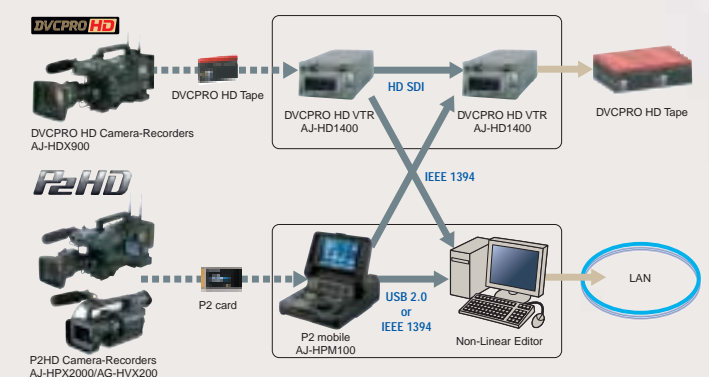 DVCPRO HD
DVCPRO HD Tape
HD SDI
DVCPRO HD VTR
AJ-HD1400
DVCPRO HD VTR
AJ-HD1400
DVCPRO HD Tape
DVCPRO HD Camera-Recorders
AJ-HDX900
P2HD
IEEE 1394
P2 card
USB 2.0
or
IEEE 1394
LAN
P2 mobile
AJ-HPM100
Non-Linear Editor
P2HD Camera-Recorders
AJ-HPX2000/AG-HVX200